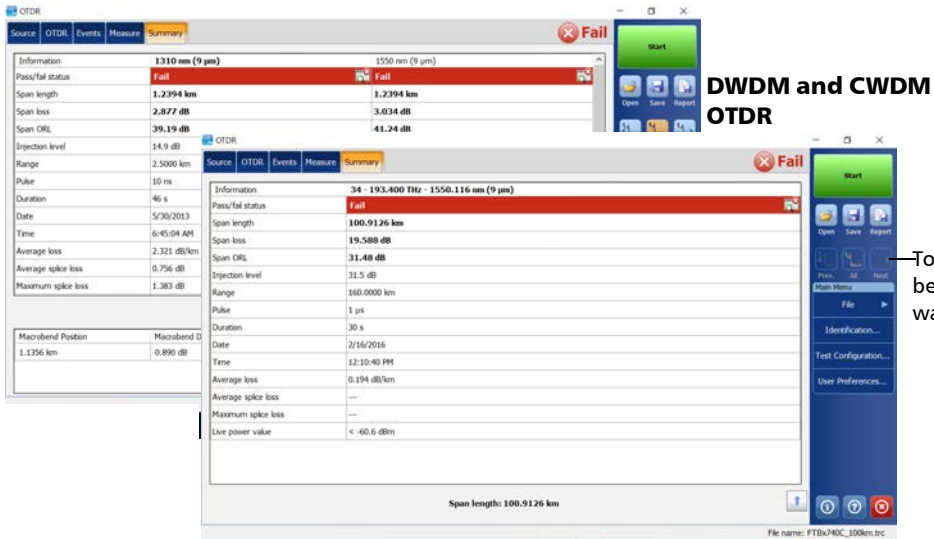 OTDR
Source OTDR Events Measure Summary Fail
Start
Information 1310 nm (9 µm) 1550 nm (9 µm)
Pass/fail status Fail Fail
Span length 1.2394 km 1.2394 km
Span loss 2.877 dB 3.034 dB
Span ORL 39.19 dB 41.24 dB
Injection level 14.9 dB
Range 2.5000 km
Pulse 10 ns
Duration 46 s
Date 5/30/2013
Time 6:45:04 AM
Average loss 2.321 dB/km
Average splice loss 0.756 dB
Maximum splice loss 1.383 dB
Macrobend Position Macrobend D
1.1356 km 0.890 dB
Open Save Report
DWDM and CWDM
OTDR
OTDR
Source OTDR Events Measure Summary Fail
Information 34 - 193.400 THz - 1550.116 nm (9 µm)
Pass/fail status Fail
Span length 100.9126 km
Span loss 19.588 dB
Span ORL 31.48 dB
Injection level 31.5 dB
Range 160.0000 km
Pulse 1 µs
Duration 30 s
Date 2/16/2016
Time 12:10:40 PM
Average loss 0.194 dB/km
Average splice loss ---
Maximum splice loss ---
Live power value < -60.6 dBm
Span length: 100.9126 km
Start
Open Save Report
Prev. All Next
Main Menu
File
Identification...
Test Configuration...
User Preferences...
File name: FTBx740C_100km.trc
To
be
wa